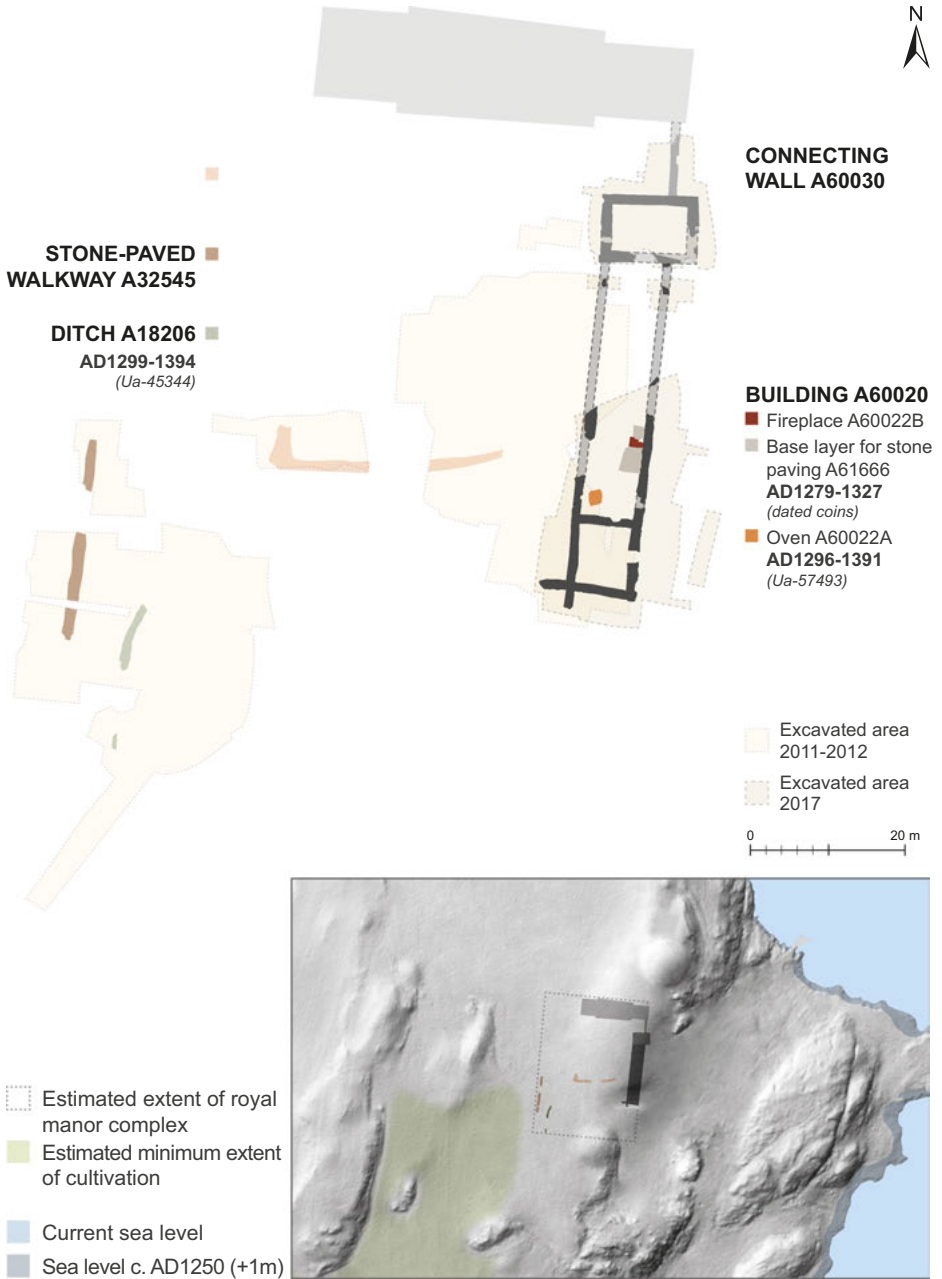 N
CONNECTING
WALL A60030
STONE-PAVED
WALKWAY A32545
DITCH A18206
AD1299-1394
(Ua-45344)
BUILDING A60020
Fireplace A60022B
Base layer for stone
paving A61666
AD1279-1327
(dated coins)
Oven A60022A
AD1296-1391
(Ua-57493)
Excavated area
2011-2012
Excavated area
2017
0 20 m
Estimated extent of royal
manor complex
Estimated minimum extent
of cultivation
Current sea level
Sea level c. AD1250 (+1m)